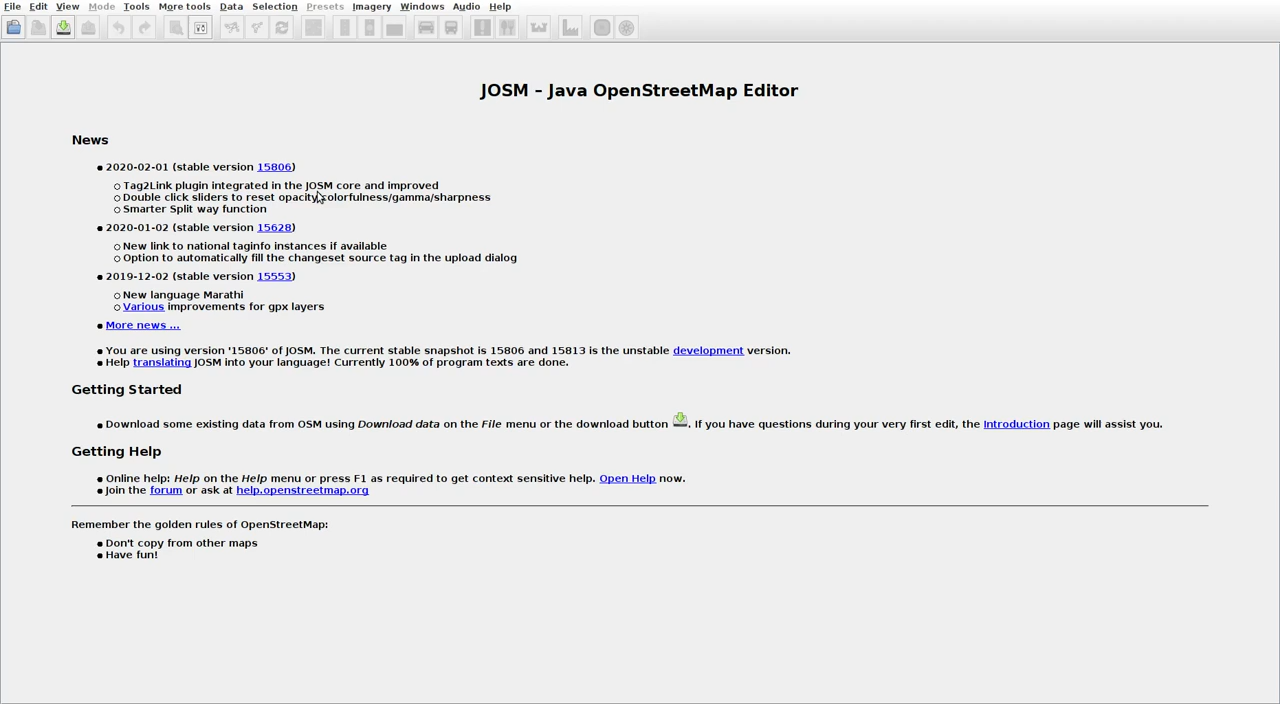 File Edit View Mode Tools More tools Data Selection Presets Imagery Windows Audio Help
JOSM – Java OpenStreetMap Editor
News
2020-02-01 (stable version 15806)
Tag2Link plugin integrated in the JOSM core and improved
Double click sliders to reset opacity/colorfulness/gamma/sharpness
Smarter Split way function
2020-01-02 (stable version 15628)
New link to national taginfo instances if available
Option to automatically fill the changeset source tag in the upload dialog
2019-12-02 (stable version 15553)
New language Marathi
Various improvements for gpx layers
More news ...
You are using version '15806' of JOSM. The current stable snapshot is 15806 and 15813 is the unstable development version.
Help translating JOSM into your language! Currently 100% of program texts are done.
Getting Started
Download some existing data from OSM using Download data on the File menu or the download button . If you have questions during your very first edit, the Introduction page will assist you.
Getting Help
Online help: Help on the Help menu or press F1 as required to get context sensitive help. Open Help now.
Join the forum or ask at help.openstreetmap.org
Remember the golden rules of OpenStreetMap:
Don't copy from other maps
Have fun!